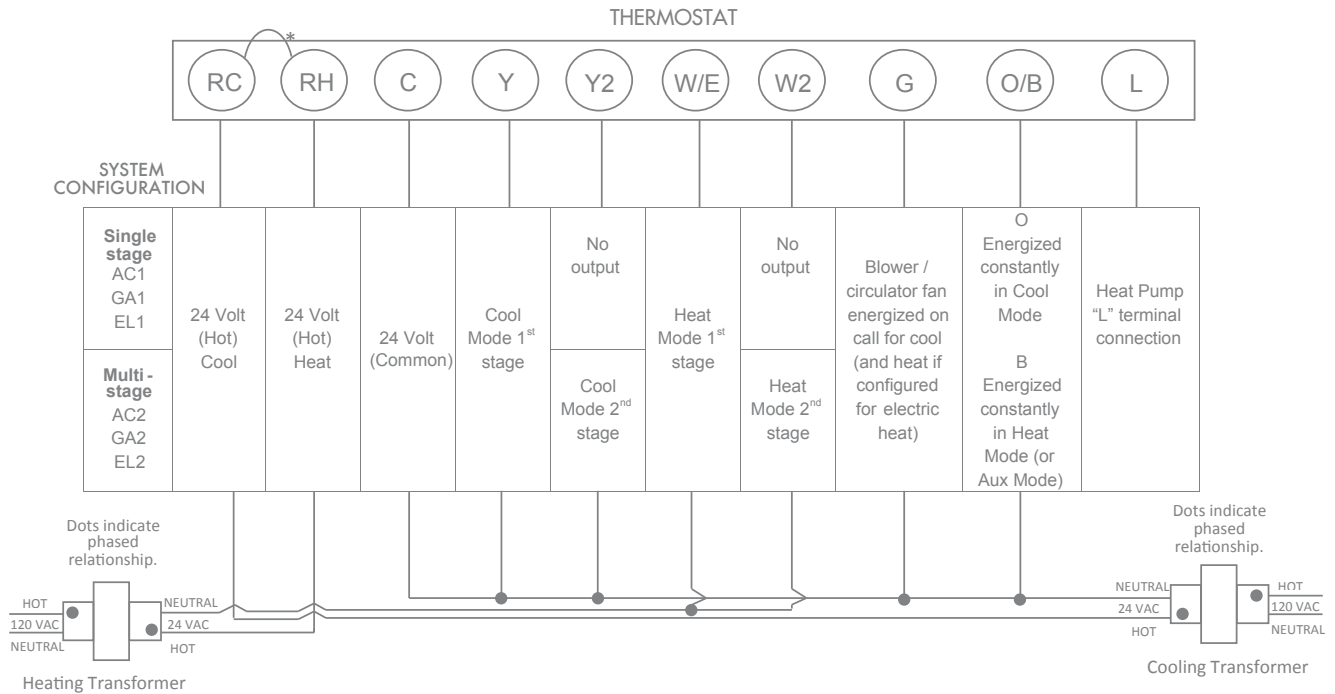 THERMOSTAT
*
RC
RH
C
Y
Y2
W/E
W2
G
O/B
L
SYSTEM
CONFIGURATION
Single
stage
AC1
GA1
EL1
Multi -
stage
AC2
GA2
EL2
24 Volt
(Hot)
Cool
24 Volt
(Hot)
Heat
24 Volt
(Common)
Cool
Mode 1st
stage
No
output
Cool
Mode 2nd
stage
Heat
Mode 1st
stage
No
output
Heat
Mode 2nd
stage
Blower /
circulator fan
energized on
call for cool
(and heat if
configured
for electric
heat)
O
Energized
constantly
in Cool
Mode
B
Energized
constantly
in Heat
Mode (or
Aux Mode)
Heat Pump
“L” terminal
connection
Dots indicate
phased
relationship.
HOT
120 VAC
NEUTRAL
NEUTRAL
24 VAC
HOT
Heating Transformer
Dots indicate
phased
relationship.
NEUTRAL
24 VAC
HOT
HOT
120 VAC
NEUTRAL
Cooling Transformer